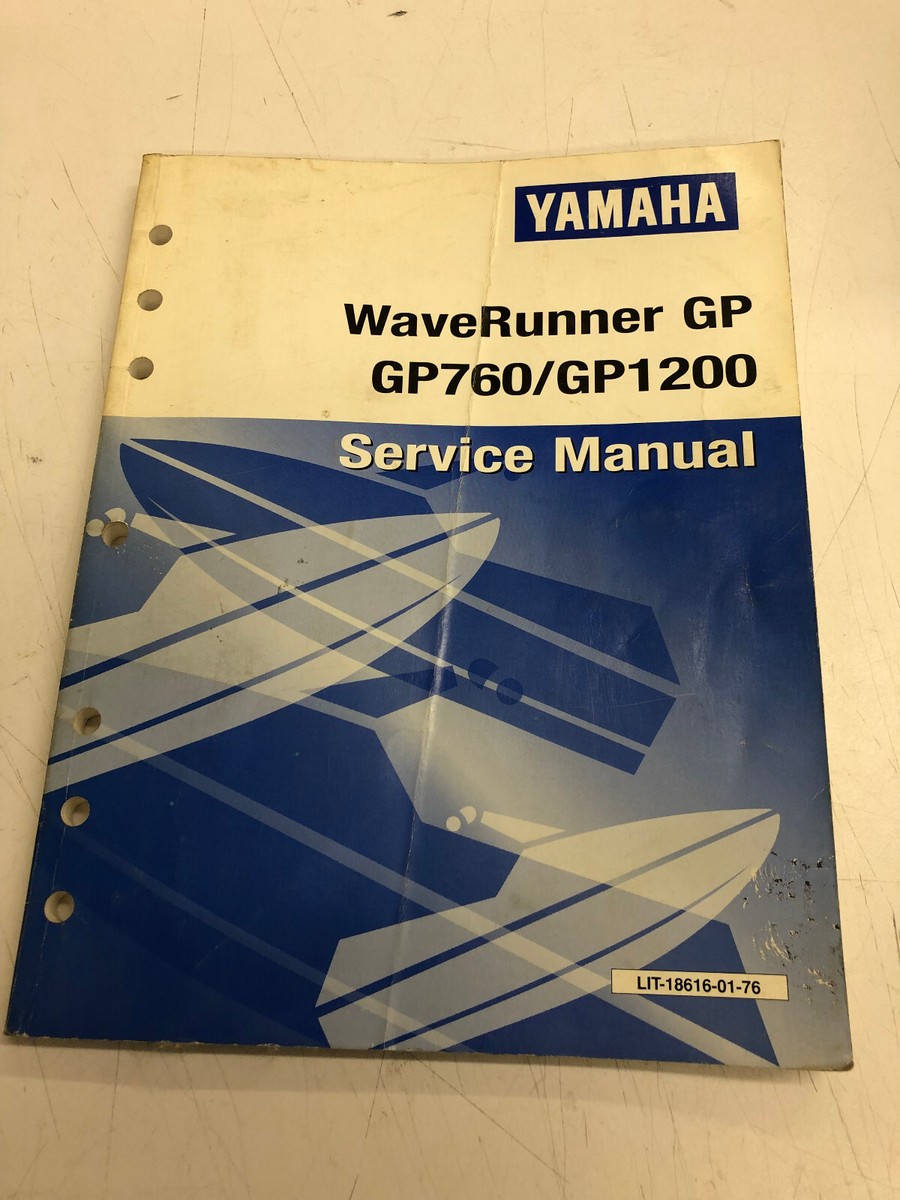 YAMAHA
WaveRunner GP
GP760/GP1200
Service Manual
LIT-18616-01-76